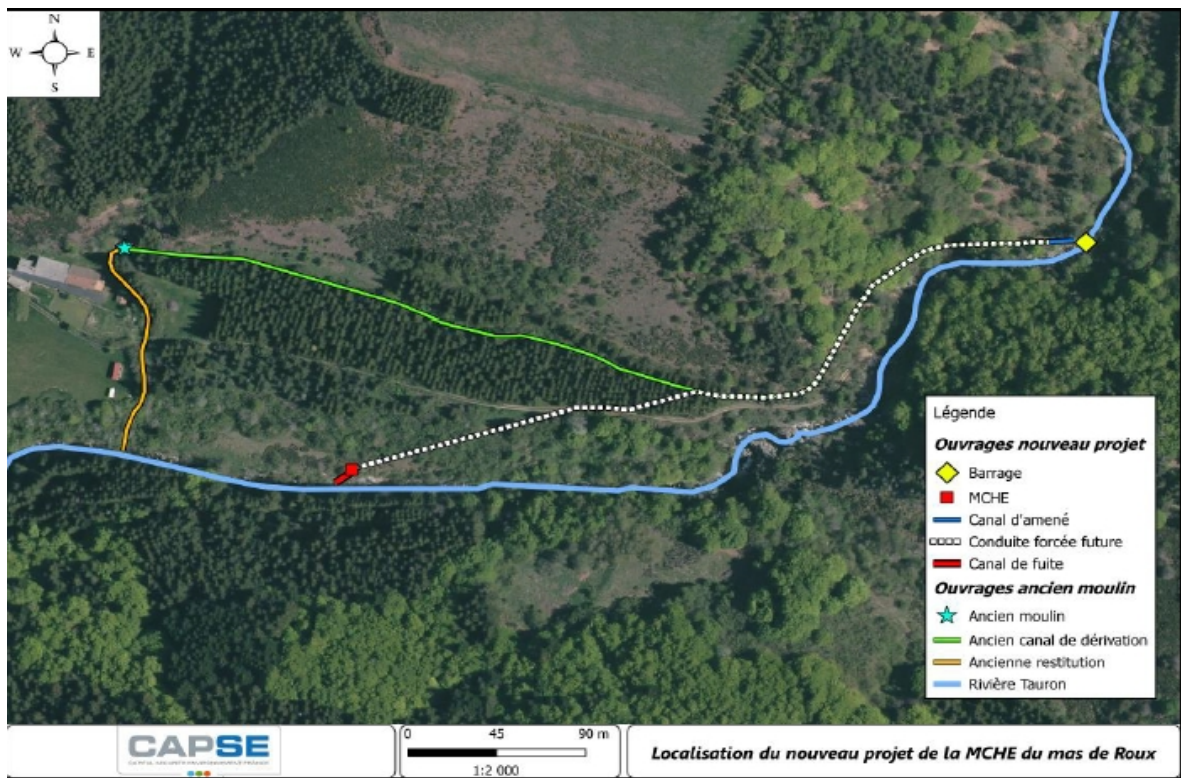 N
W E
S
Légende
Ouvrages nouveau projet
Barrage
MCHE
Canal d'amené
Conduite forcée future
Canal de fuite
Ouvrages ancien moulin
Ancien moulin
Ancien canal de dérivation
Ancienne restitution
Rivière Tauron
CAPSE
0 45 90 m
1:2 000
isation du nouveau projet de la MCHE du mas de Roux